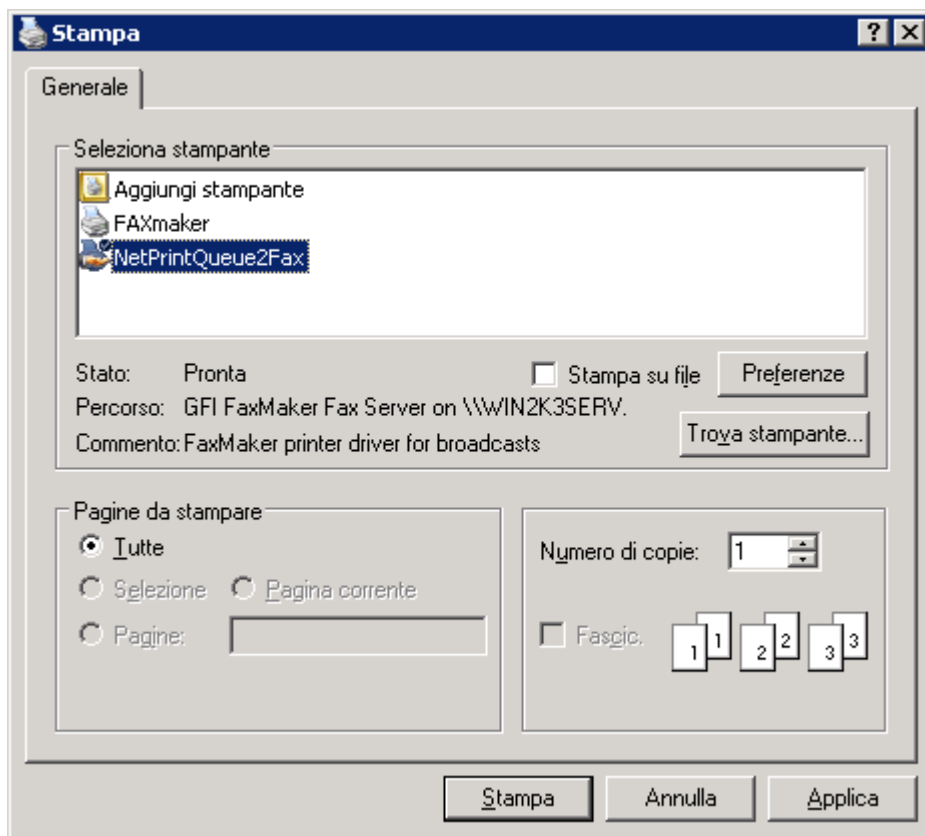 Stampa
Generale
Seleziona stampante
Aggiungi stampante
FAXmaker
NetPrintQueue2Fax
Stato: Pronta
Stampa su file
Preferenze
Percorso: GFI FaxMaker Fax Server on \\WIN2K3SERV.
Commento: FaxMaker printer driver for broadcasts
Trova stampante...
Pagine da stampare
Tutte
Selezione Pagina corrente
Pagine:
Numero di copie: 1
Fascic.
1 1 2 2 3 3
Stampa Annulla Applica